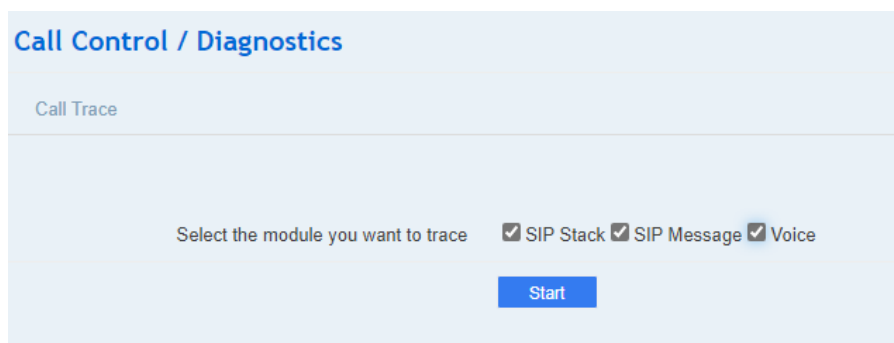 Call Control / Diagnostics
Call Trace
Select the module you want to trace SIP Stack SIP Message Voice
Start